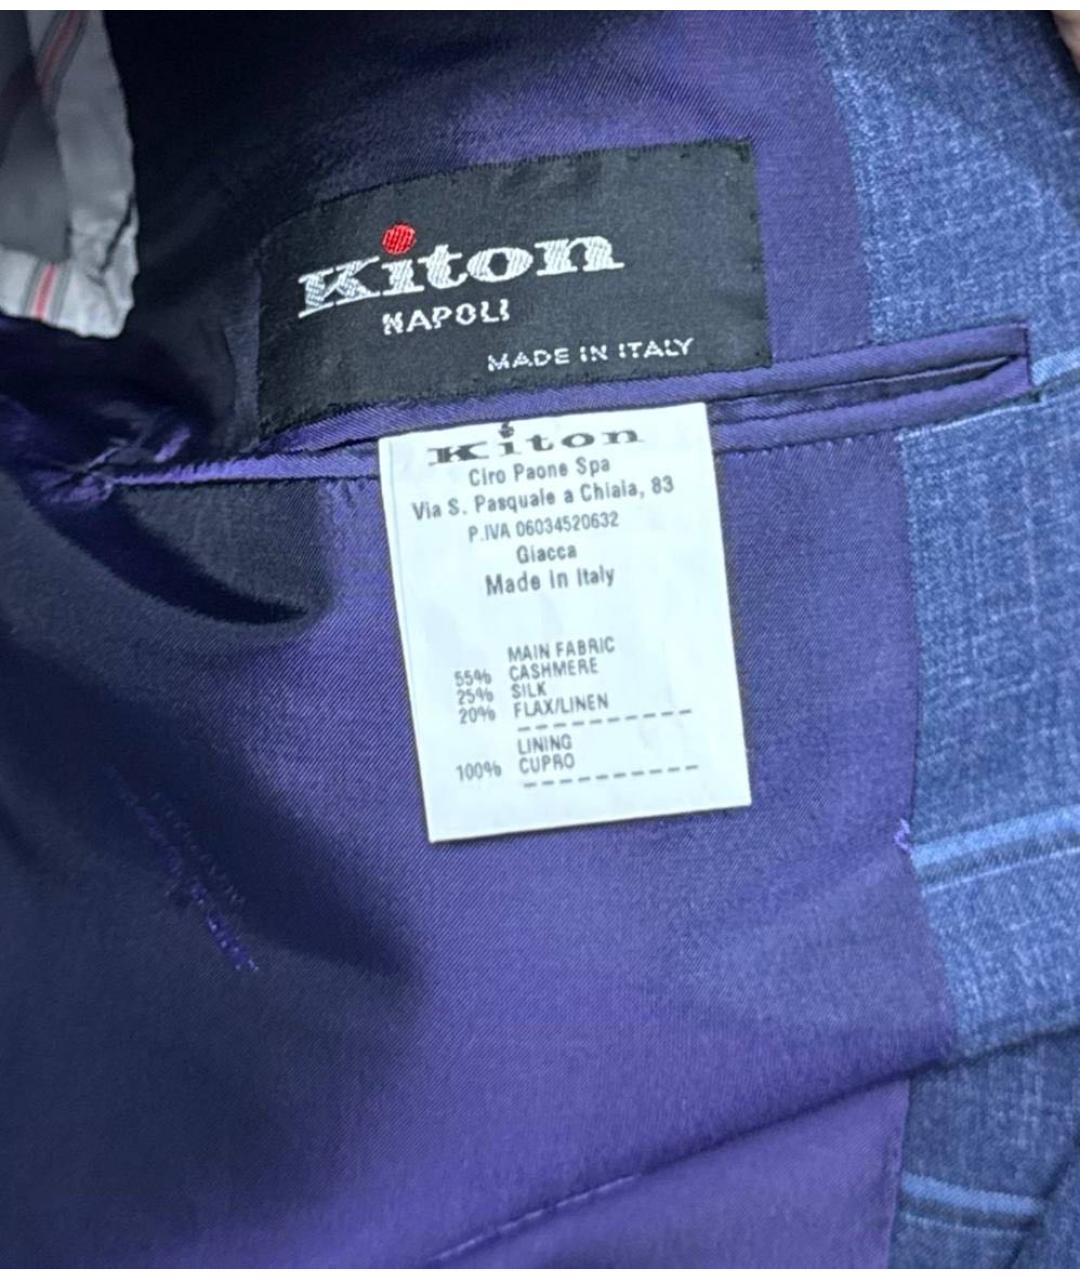 Kiton
NAPOLI
MADE IN ITALY
Kiton
Ciro Paone Spa
Via S. Pasquale a Chiaia, 83
P.IVA 06034520632
Giacca
Made In Italy
MAIN FABRIC
55% CASHMERE
25% SILK
20% FLAX/LINEN
LINING
100% CUPRO